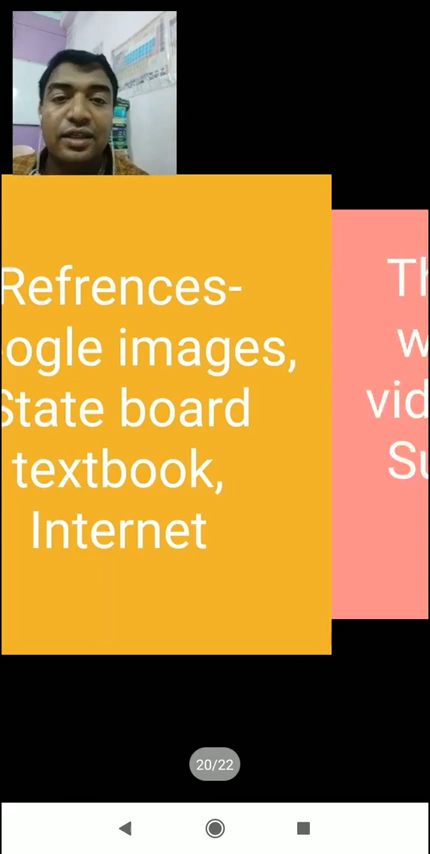 Refrences-
ogle images,
State board
textbook,
Internet
Th
w
vid
Su
20/22